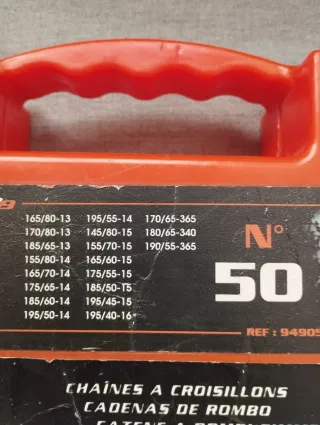 9
165/80-13 195/55-14 170/65-365
170/80-13 145/80-15 180/65-340
185/65-13 155/70-15 190/55-365
155/80-14 165/60-15
165/70-14 175/55-15
175/65-14 185/50-15
185/60-14 195/45-15
195/50-14 195/40-16
N°
50
REF : 94905
CHAÎNES A CROISILLONS
CADENAS DE ROMBO